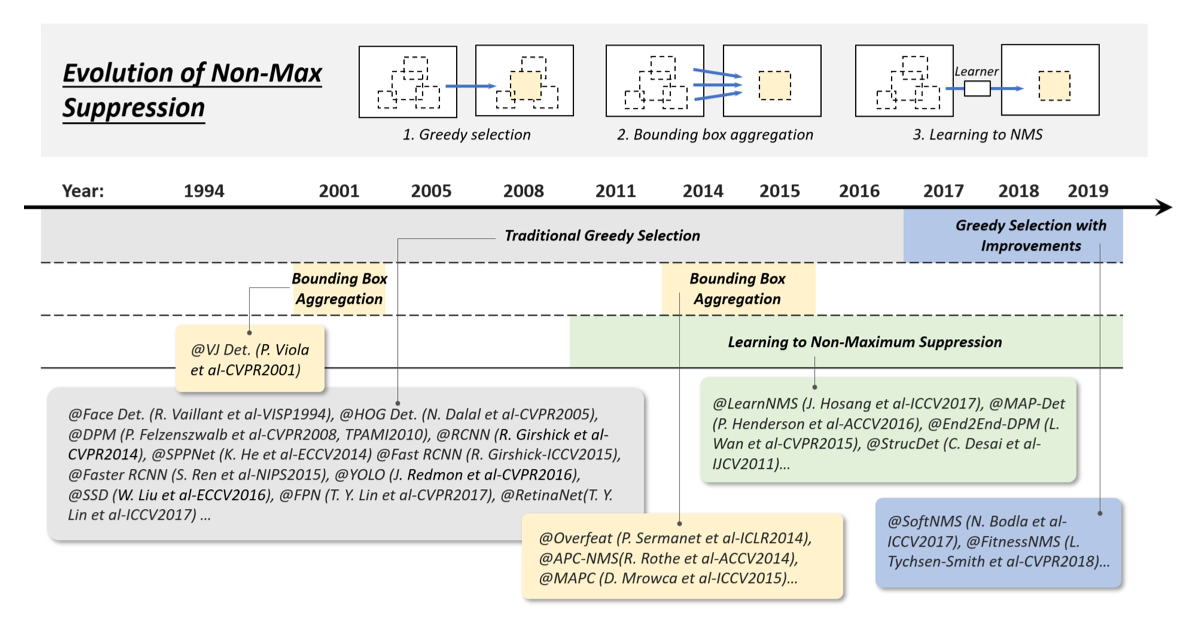 Evolution of Non-Max
Suppression
Learner
1. Greedy selection
2. Bounding box aggregation
3. Learning to NMS
Year: 1994 2001 2005 2008 2011 2014 2015 2016 2017 2018 2019
Traditional Greedy Selection
Greedy Selection with
Improvements
Bounding Box
Aggregation
Bounding Box
Aggregation
Learning to Non-Maximum Suppression
@VJ Det. (P. Viola
et al-CVPR2001)
@Face Det. (R. Vaillant et al-VISP1994), @HOG Det. (N. Dalal et al-CVPR2005),
@DPM (P. Felzenszwalb et al-CVPR2008, TPAMI2010), @RCNN (R. Girshick et al-
CVPR2014), @SPPNet (K. He et al-ECCV2014) @Fast RCNN (R. Girshick-ICCV2015),
@Faster RCNN (S. Ren et al-NIPS2015), @YOLO (J. Redmon et al-CVPR2016),
@SSD (W. Liu et al-ECCV2016), @FPN (T. Y. Lin et al-CVPR2017), @RetinaNet(T. Y.
Lin et al-ICCV2017) ...
@LearnNMS (J. Hosang et al-ICCV2017), @MAP-Det
(P. Henderson et al-ACCV2016), @End2End-DPM (L.
Wan et al-CVPR2015), @StrucDet (C. Desai et al-
IJCV2011)...
@Overfeat (P. Sermanet et al-ICLR2014),
@APC-NMS(R. Rothe et al-ACCV2014),
@MAPC (D. Mrowca et al-ICCV2015)...
@SoftNMS (N. Bodla et al-
ICCV2017), @FitnessNMS (L.
Tychsen-Smith et al-CVPR2018)...